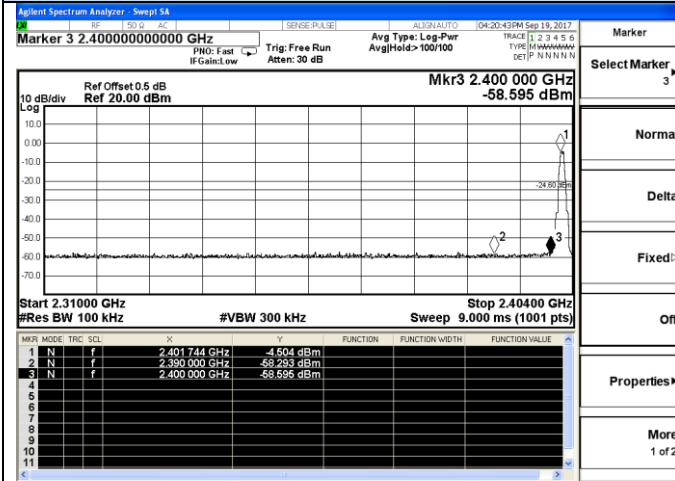 Agilent Spectrum Analyzer - Swept SA
RF 50 Ω AC SENSE:PULSE ALIGNAUTO 04:20:43PM Sep 19, 2017
Marker 3 2.400000000000 GHz
PNO: Fast
IFGain:Low
Trig: Free Run
Atten: 30 dB
Avg Type: Log-Pwr
Avg|Hold:> 100/100
TRACE 1 2 3 4 5 6
TYPE M
DET P N N N N N
Ref Offset 0.5 dB
10 dB/div Ref 20.00 dBm
Log
Mkr3 2.400 000 GHz
-58.595 dBm
10.0
0.00
-10.0
-20.0
-30.0
-40.0
-50.0
-60.0
-70.0
1
-24.60 dBm
2
3
Start 2.31000 GHz Stop 2.40400 GHz
#Res BW 100 kHz #VBW 300 kHz Sweep 9.000 ms (1001 pts)
MKR MODE TRC SCL X Y FUNCTION FUNCTION WIDTH FUNCTION VALUE
1 N f 2.401 744 GHz -4.504 dBm
2 N f 2.390 000 GHz -58.293 dBm
3 N f 2.400 000 GHz -58.595 dBm
4
5
6
7
8
9
10
11
Marker
Select Marker
3
Norma
Delta
Fixed
Of
Properties
More
1 of 2